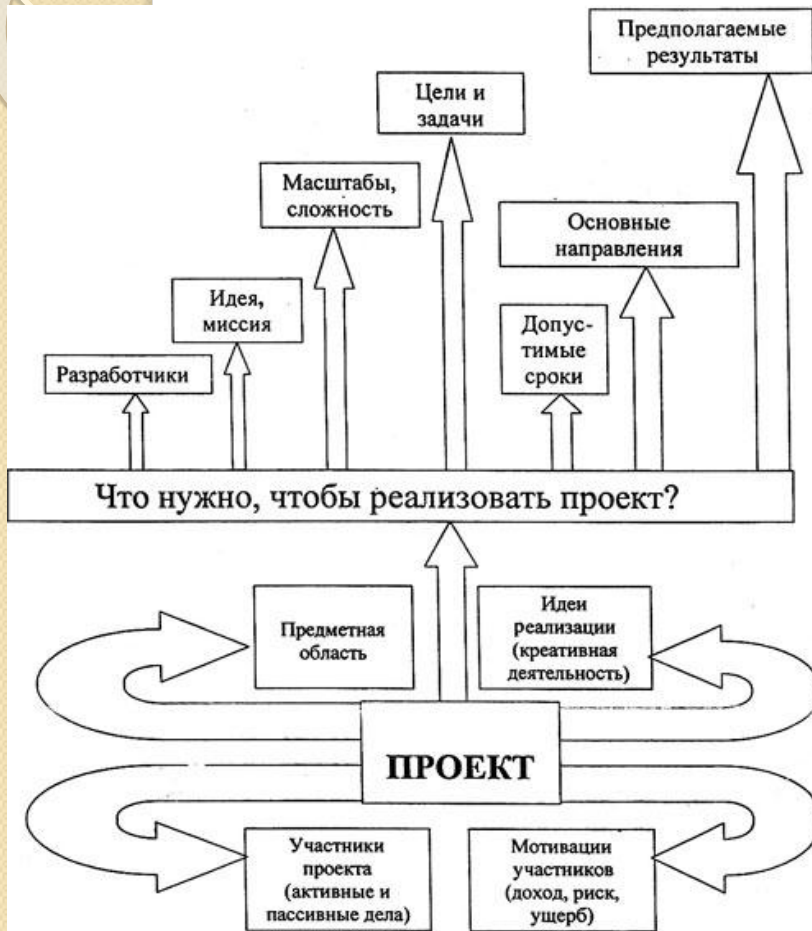 Предполагаемые
результаты
Цели и
задачи
Масштабы,
сложность
Основные
направления
Идея,
миссия
Допус-
тимые
сроки
Разработчики
Что нужно, чтобы реализовать проект?
Предметная
область
Идеи
реализации
(креативная
деятельность)
ПРОЕКТ
Участники
проекта
(активные и
пассивные дела)
Мотивации
участников
(доход, риск,
ущерб)